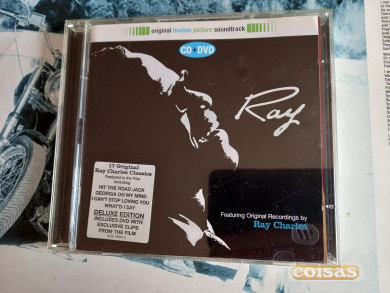 original motion picture soundtrack
CD+DVD
Ray
17 Original
Ray Charles Classics
Featured in the Film
including
HIT THE ROAD JACK
GEORGIA ON MY MIND
I CAN'T STOP LOVING YOU
WHAT'D I SAY
DELUXE EDITION
INCLUDES DVD WITH
EXCLUSIVE CLIPS
FROM THE FILM
Featuring Original Recordings by
Ray Charles
coisas